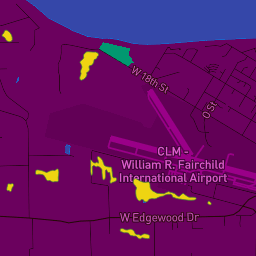 W 18th St
O St
CLM -
William R. Fairchild
International Airport
W Edgewood Dr